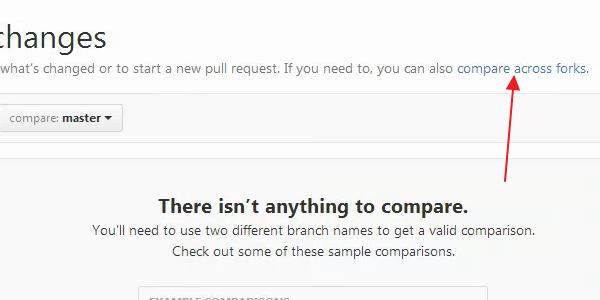 changes
what's changed or to start a new pull request. If you need to, you can also compare across forks.
compare: master
There isn't anything to compare.
You'll need to use two different branch names to get a valid comparison.
Check out some of these sample comparisons.
EXAMPLE COMPARISONS